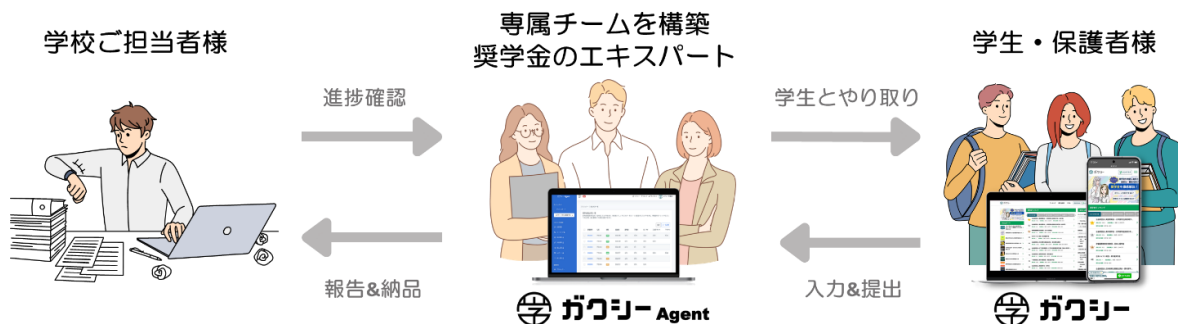 学校ご担当者様
進捗確認
報告&納品
専属チームを構築
奨学金のエキスパート
ガクシー Agent
学生とやり取り
入力&提出
学生・保護者様
ガクシー